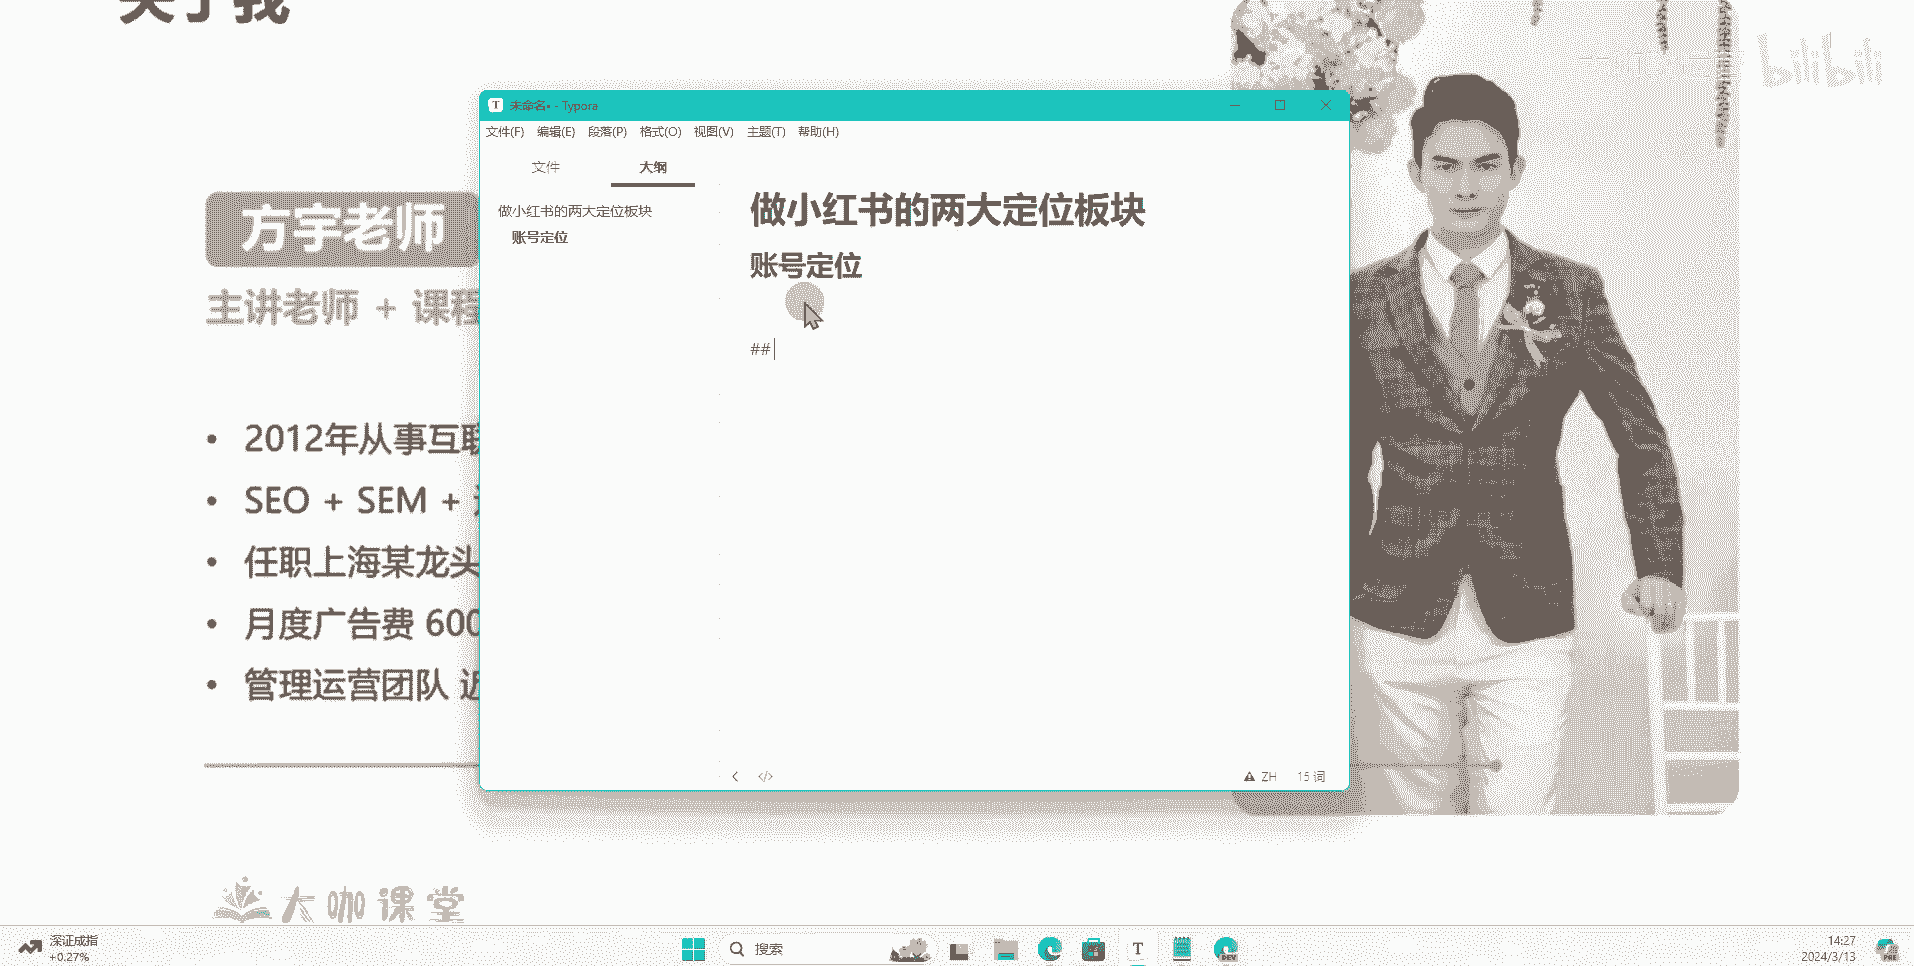 关于我
bilibili
未命名• - Typora
文件(F) 编辑(E) 段落(P) 格式(O) 视图(V) 主题(T) 帮助(H)
文件 大纲
做小红书的两大定位板块
账号定位
做小红书的两大定位板块
账号定位
##
ZH 15 词
方宇老师
主讲老师 + 课程
• 2012年从事互联
• SEO + SEM +
• 任职上海某龙头
• 月度广告费 600
• 管理运营团队 近
大咖课堂
深证成指
+0.27%
搜索
T
DEV
14:27
2024/3/13
PRE